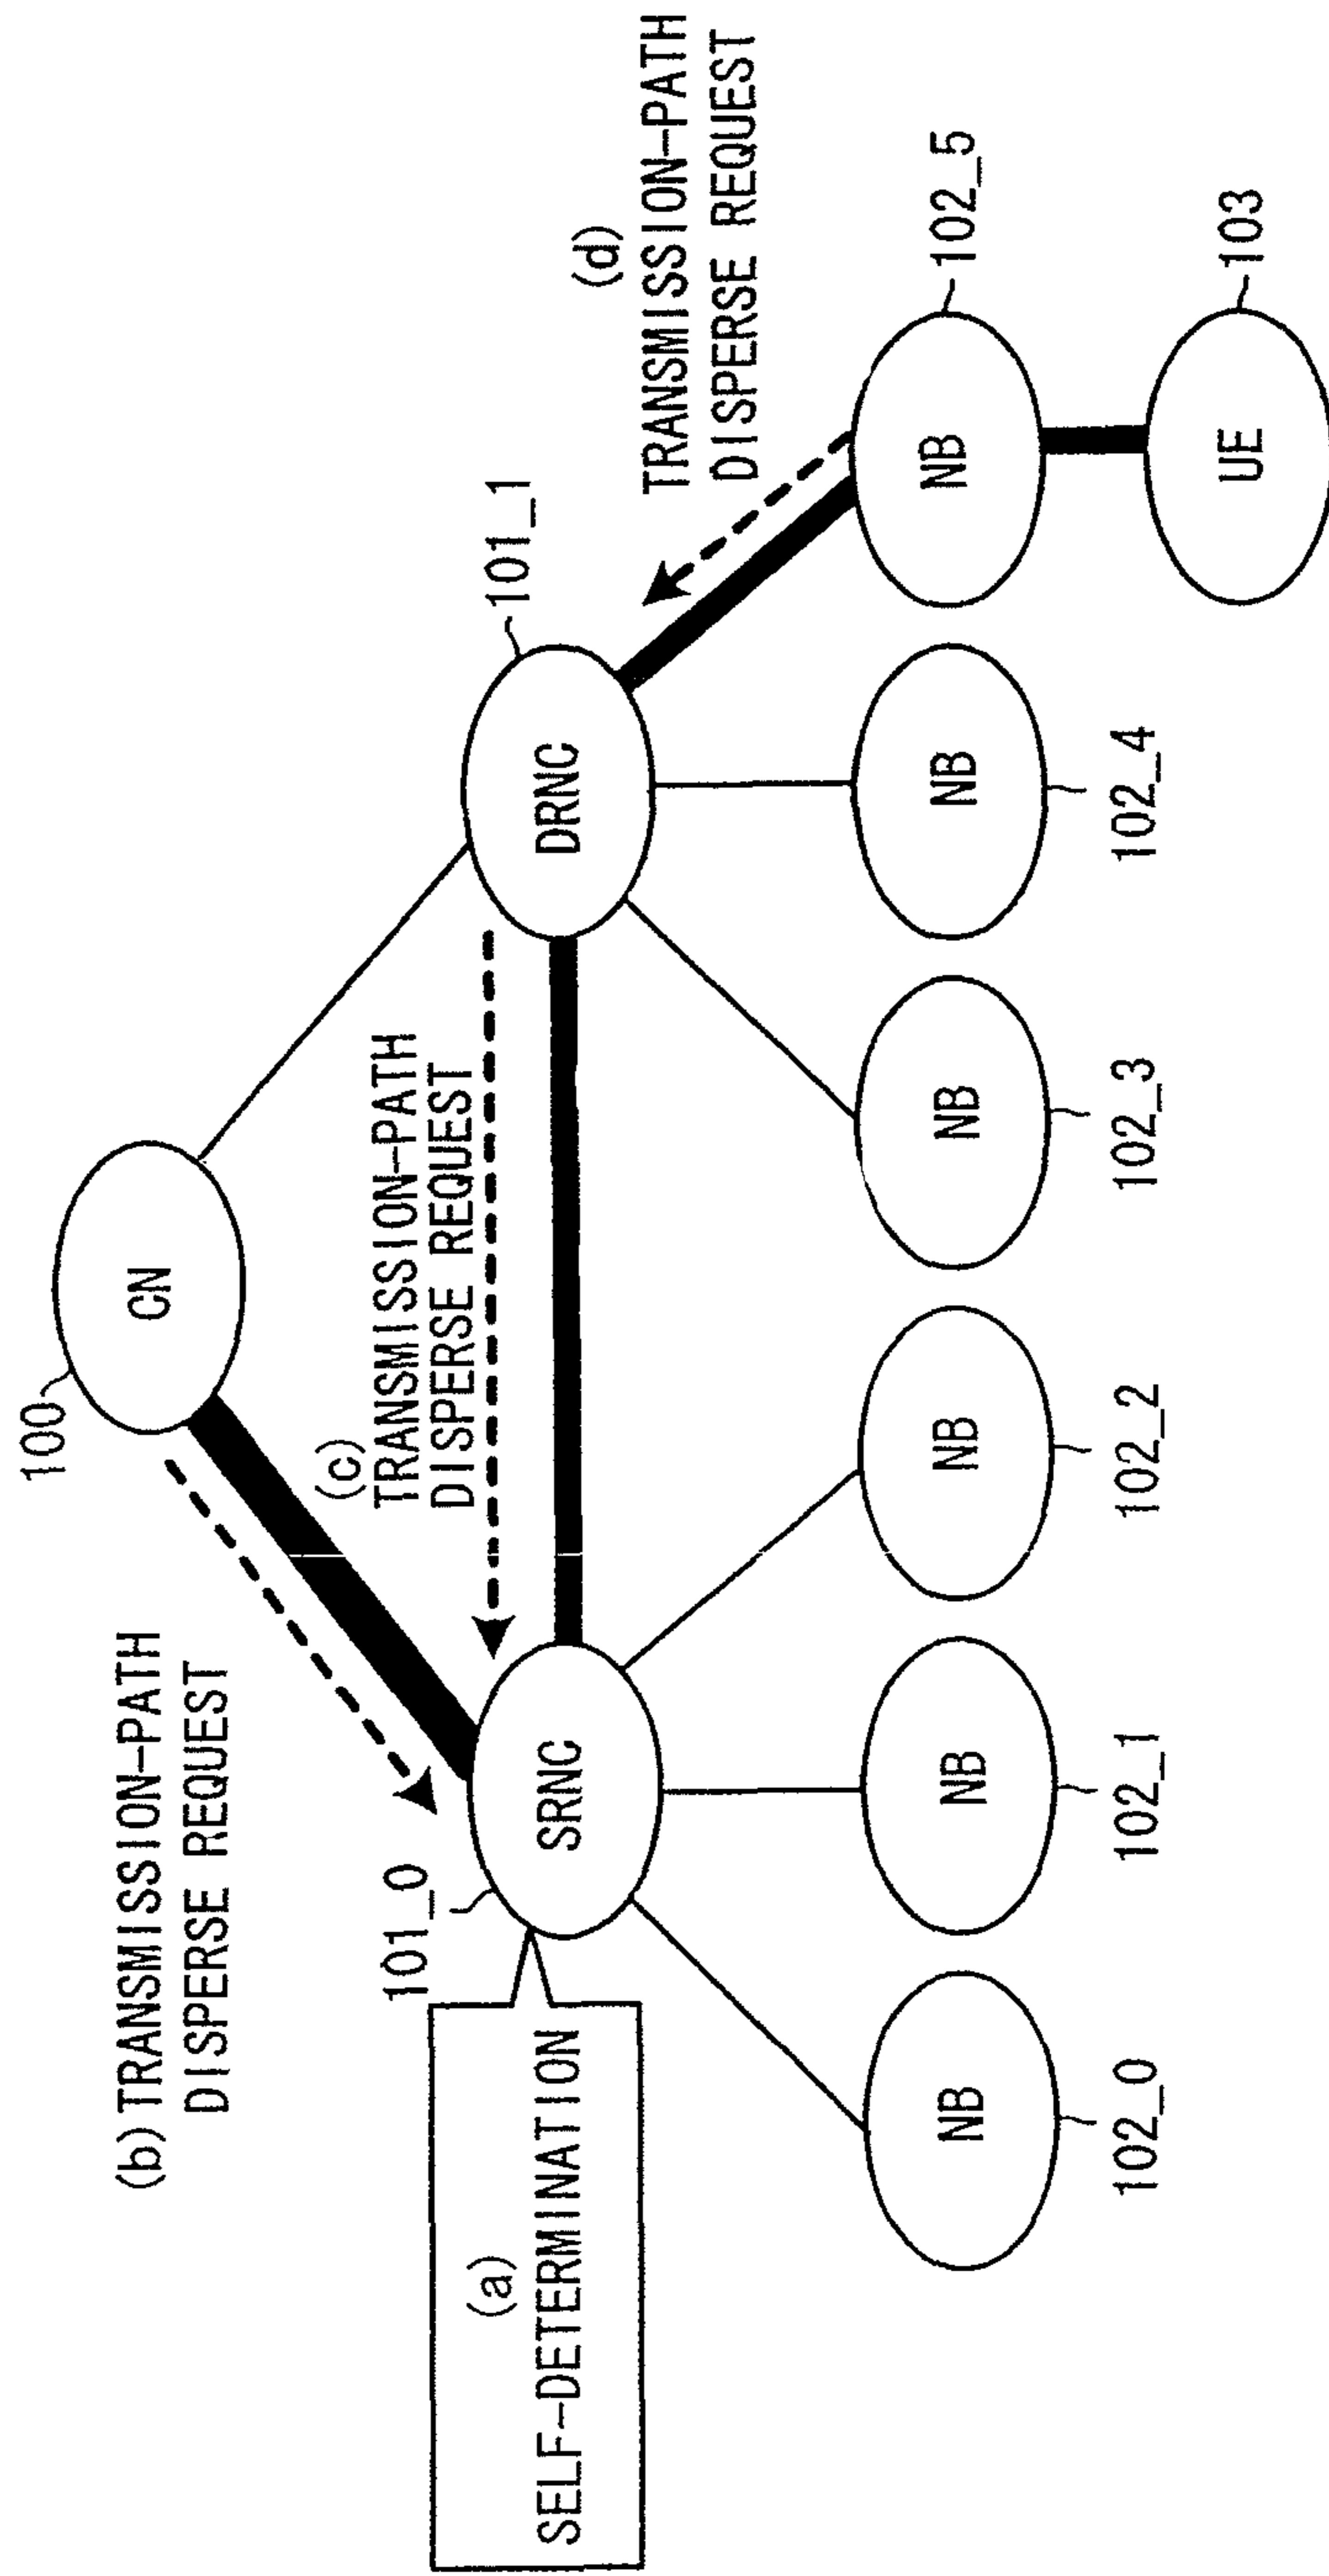 (b) TRANSMISSION-PATH
DISPERSE REQUEST
100
CN
(c)
TRANSMISSION-PATH
DISPERSE REQUEST
(d)
TRANSMISSION-PATH
DISPERSE REQUEST
(a)
SELF-DETERMINATION
101_0
SRNC
DRNC
101_1
NB
102_0
NB
102_1
NB
102_2
NB
102_3
NB
102_4
NB
102_5
UE
103